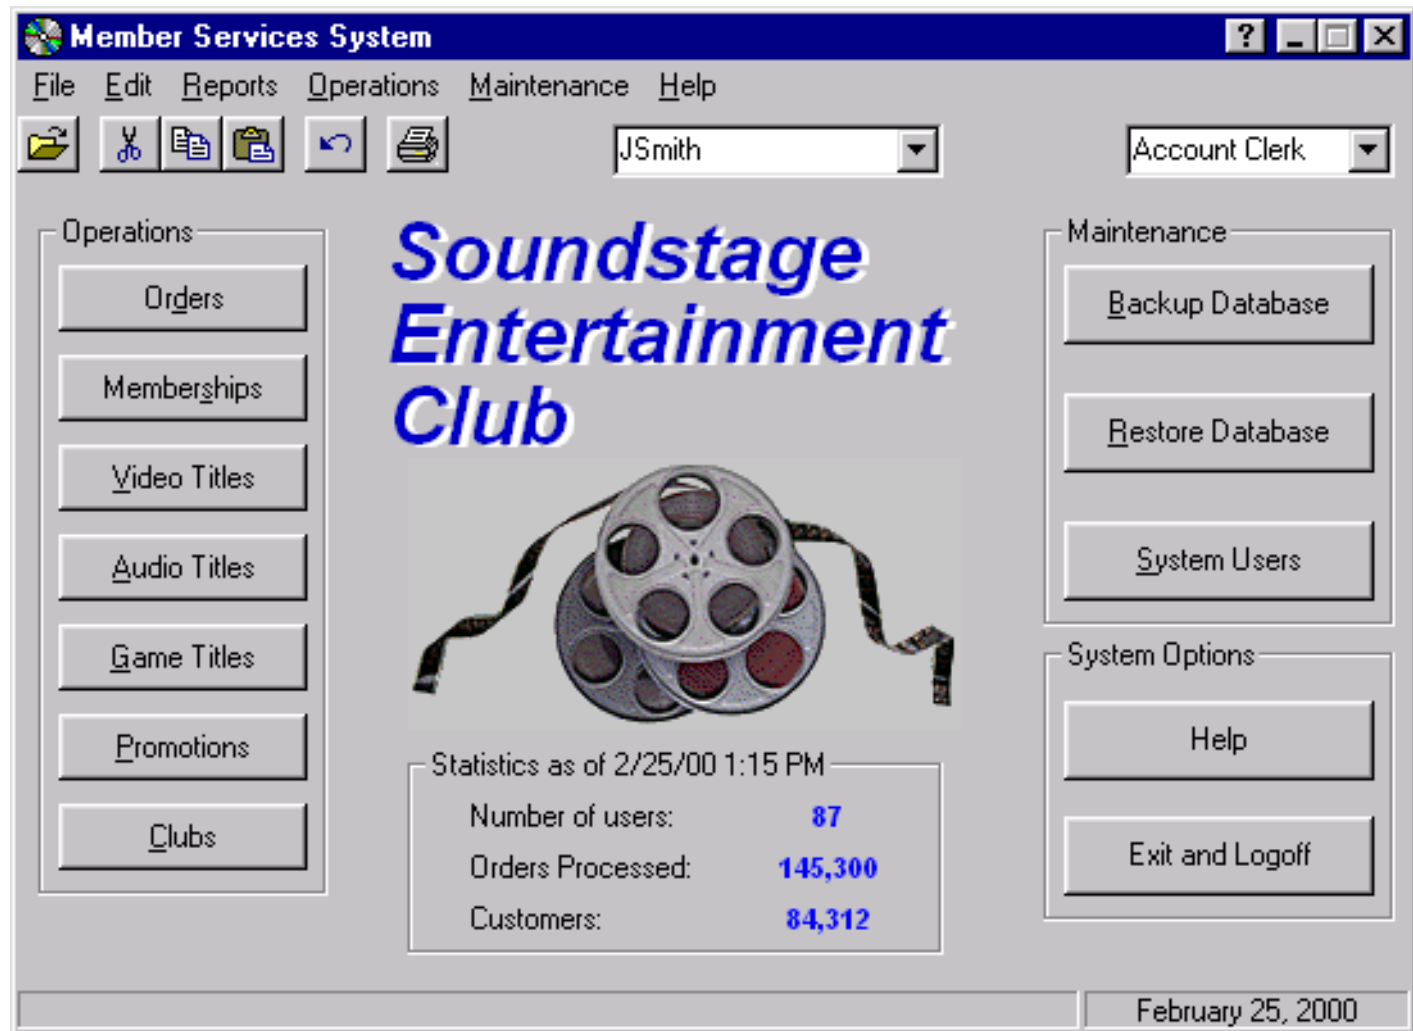 Member Services System
File Edit Reports Operations Maintenance Help
JSmith Account Clerk
Operations
Orders
Memberships
Video Titles
Audio Titles
Game Titles
Promotions
Clubs
Soundstage
Entertainment
Club
Statistics as of 2/25/00 1:15 PM
Number of users: 87
Orders Processed: 145,300
Customers: 84,312
Maintenance
Backup Database
Restore Database
System Users
System Options
Help
Exit and Logoff
February 25, 2000